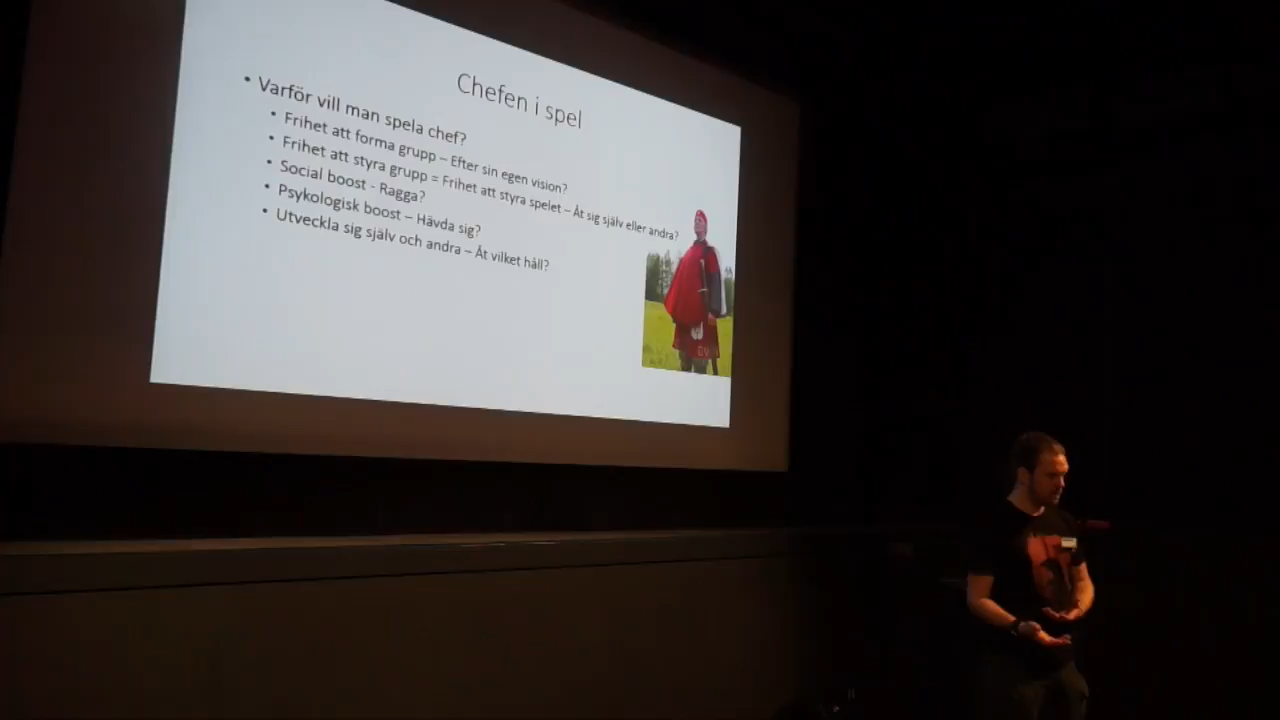 Chefen i spel
• Varför vill man spela chef?
• Frihet att forma grupp – Efter sin egen vision?
• Frihet att styra grupp = Frihet att styra spelet – Åt sig själv eller andra?
• Social boost - Ragga?
• Psykologisk boost – Hävda sig?
• Utveckla sig själv och andra – Åt vilket håll?